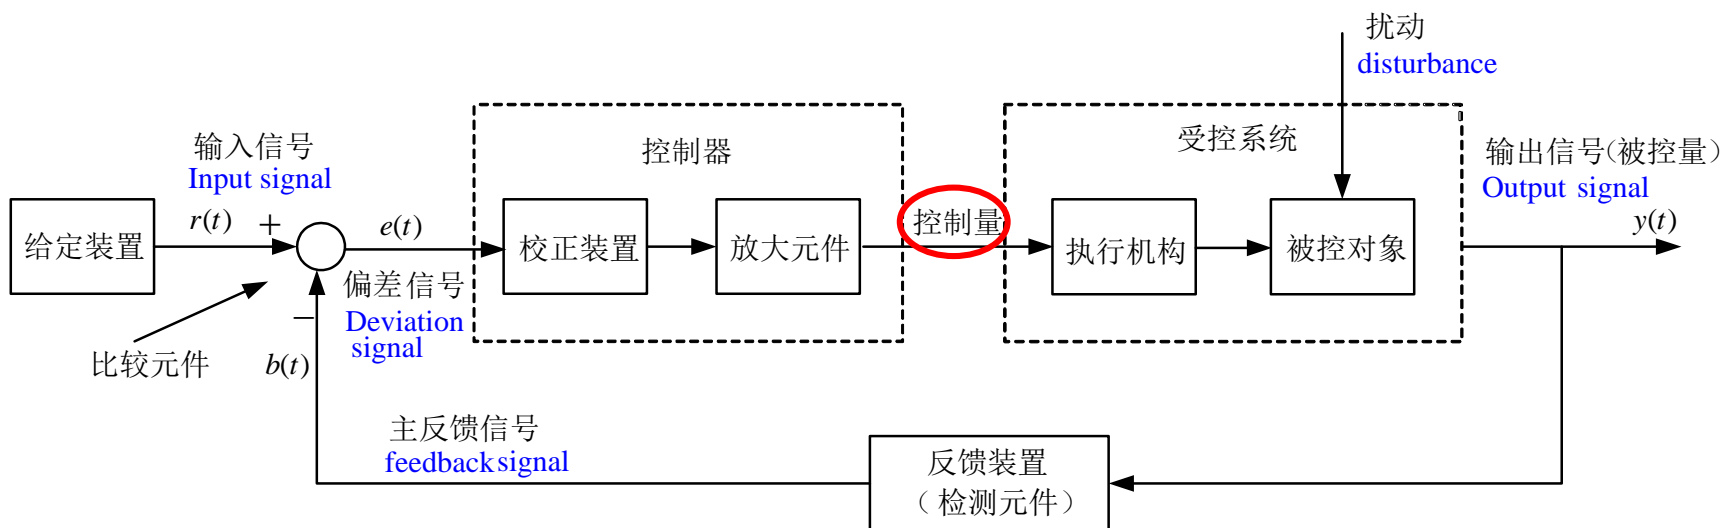 扰动
disturbance
输入信号
Input signal
控制器
受控系统
输出信号(被控量)
Output signal
给定装置
r(t)
+
e(t)
校正装置
放大元件
控制量
执行机构
被控对象
y(t)
偏差信号
Deviation
signal
−
比较元件
b(t)
主反馈信号
feedback signal
反馈装置
(检测元件)